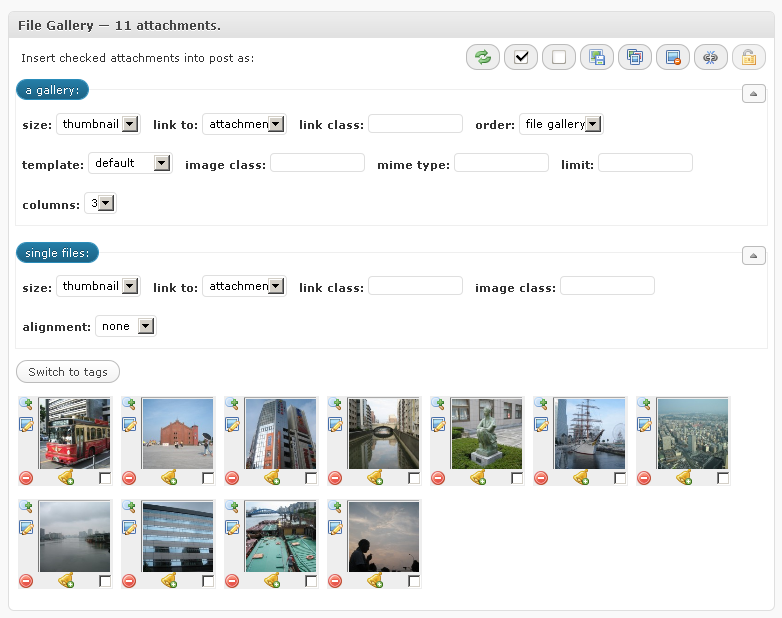 File Gallery — 11 attachments.
Insert checked attachments into post as:
a gallery:
size: thumbnail link to: attachmen link class: order: file gallery
template: default image class: mime type: limit:
columns: 3
single files:
size: thumbnail link to: attachmen link class: image class:
alignment: none
Switch to tags